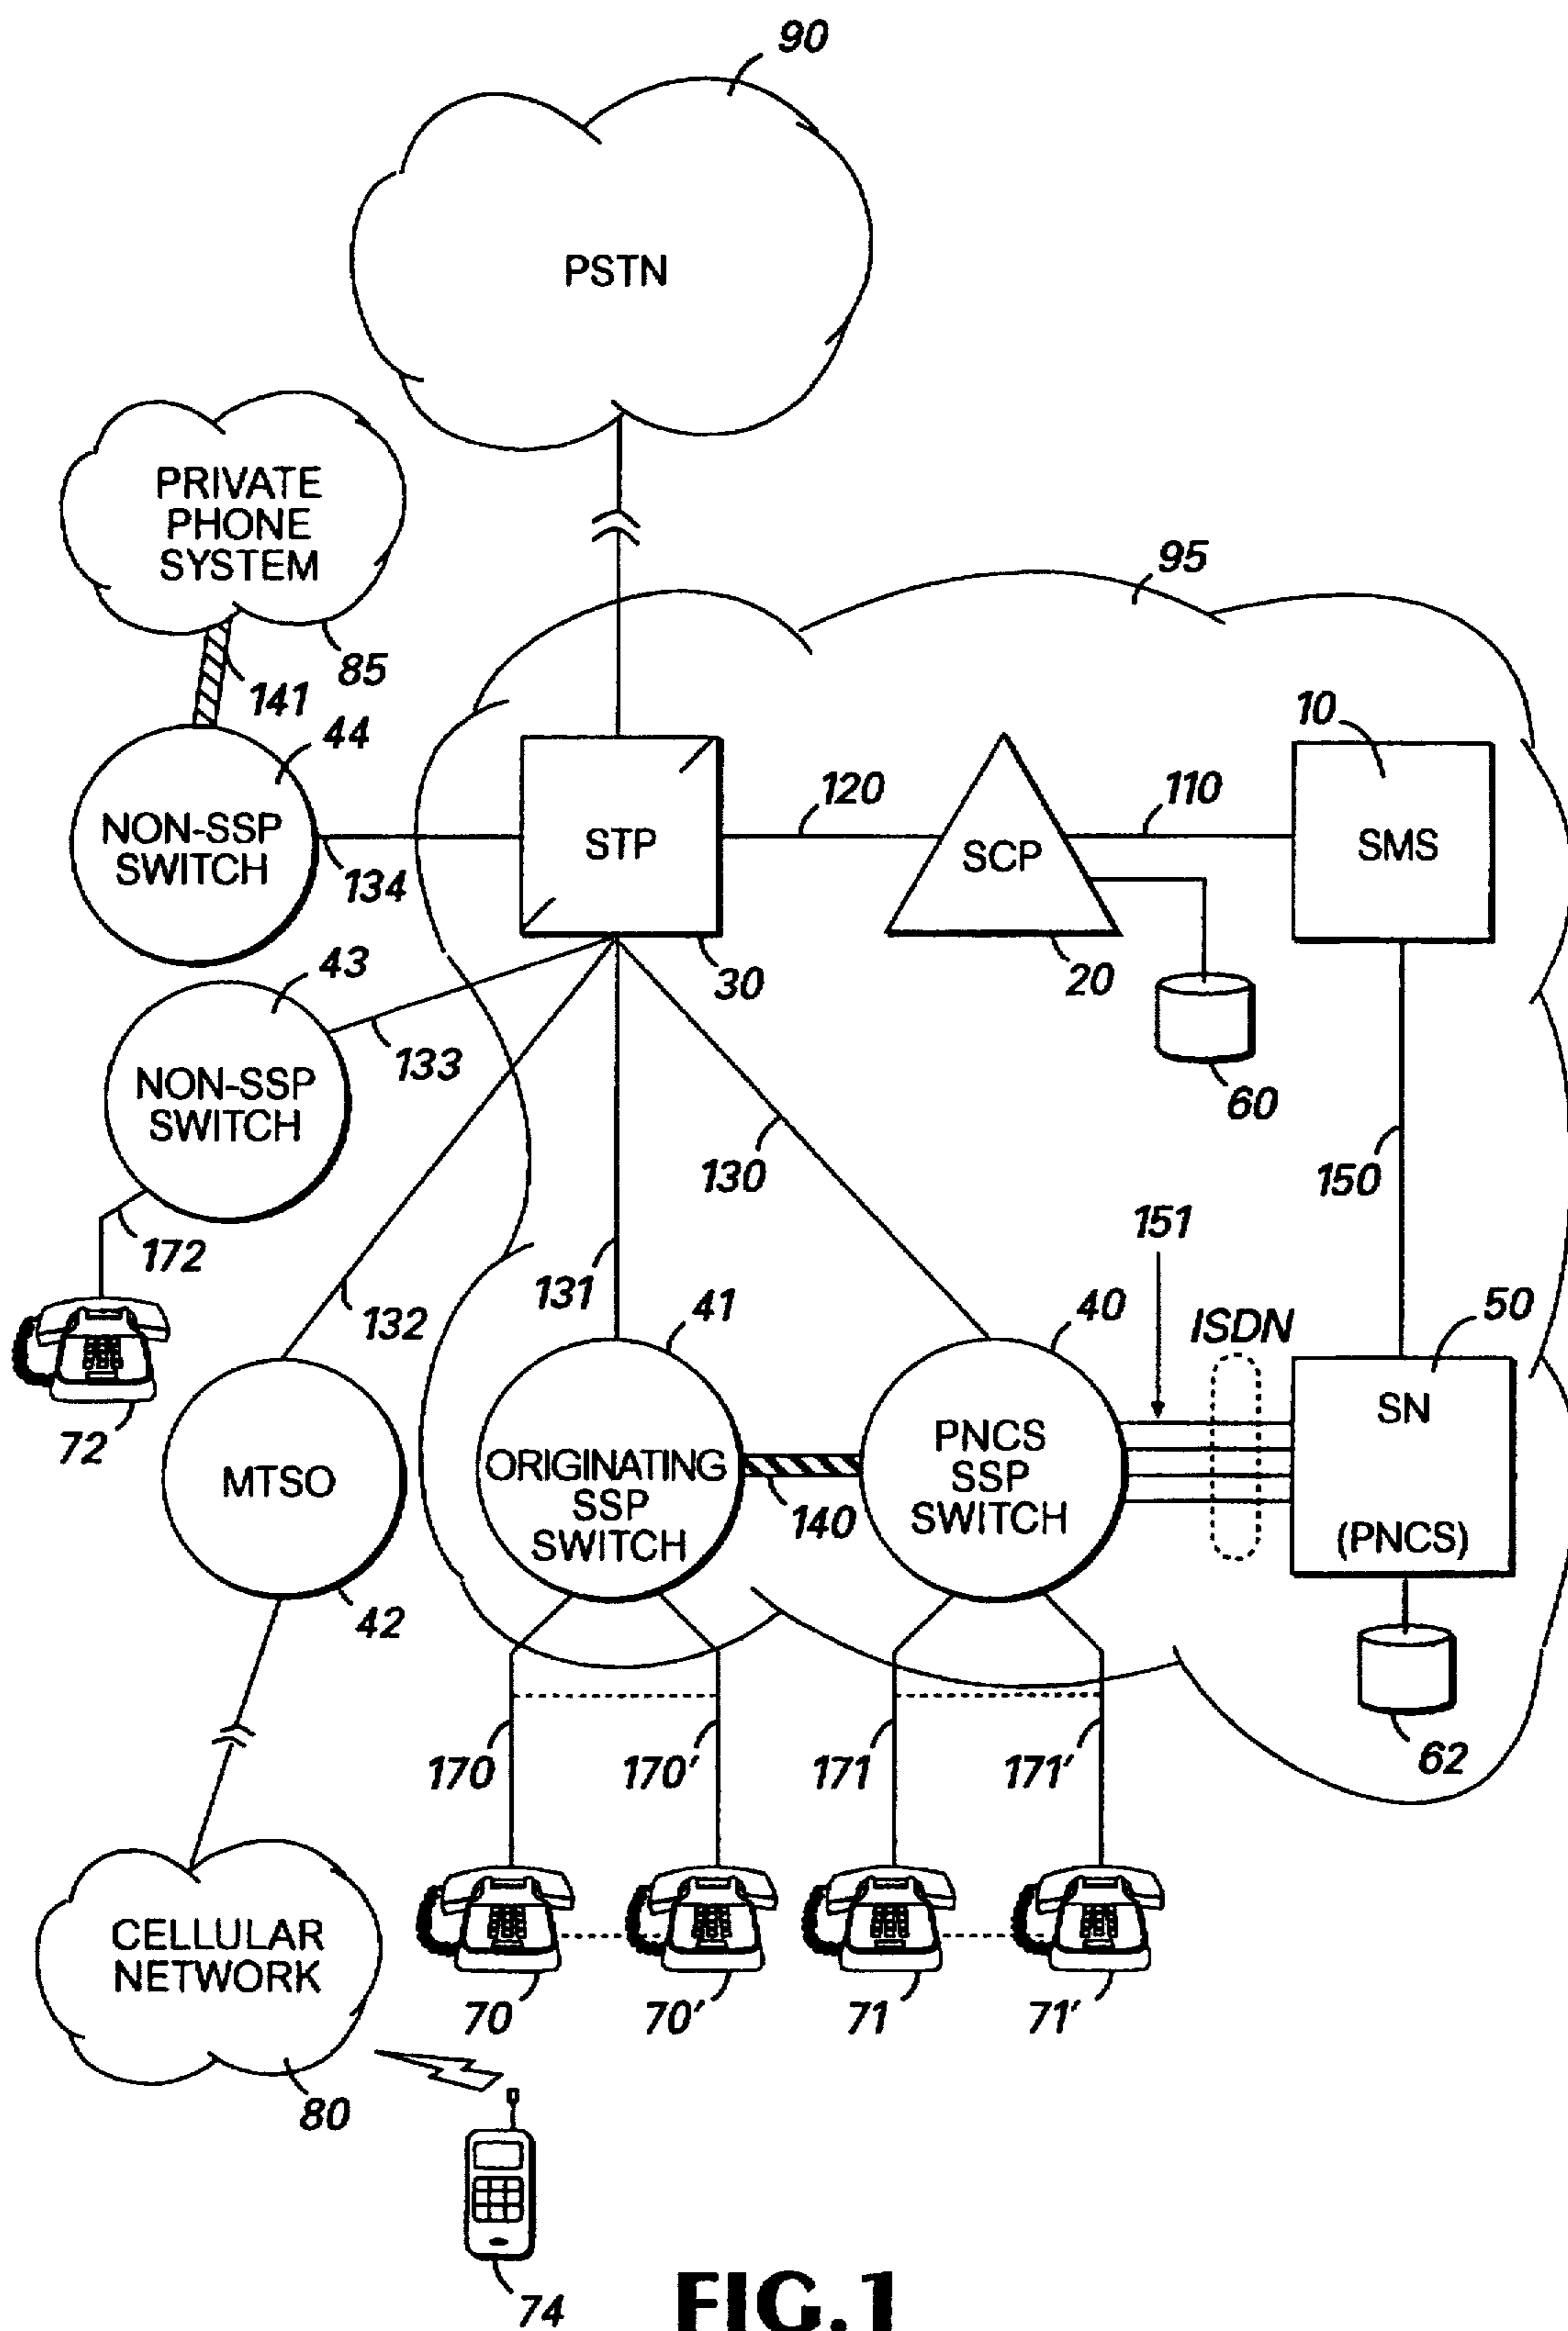 90
PSTN
PRIVATE
PHONE
SYSTEM
85
141
95
44
NON-SSP
SWITCH
134
STP
30
120
SCP
20
110
10
SMS
60
43
NON-SSP
SWITCH
133
172
72
132
131
130
150
151
ISDN
MTSO
42
41
ORIGINATING
SSP
SWITCH
140
40
PNCS
SSP
SWITCH
50
SN
(PNCS)
62
170
170'
171
171'
CELLULAR
NETWORK
80
70
70'
71
71'
74
FIG.1